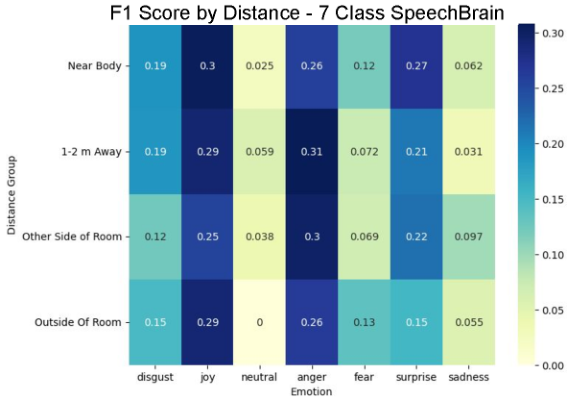 F1 Score by Distance - 7 Class SpeechBrain
Distance Group
Near Body 0.19 0.3 0.025 0.26 0.12 0.27 0.062
1-2 m Away 0.19 0.29 0.059 0.31 0.072 0.21 0.031
Other Side of Room 0.12 0.25 0.038 0.3 0.069 0.22 0.097
Outside Of Room 0.15 0.29 0 0.26 0.13 0.15 0.055
disgust joy neutral anger fear surprise sadness
Emotion
0.30
0.25
0.20
0.15
0.10
0.05
0.00